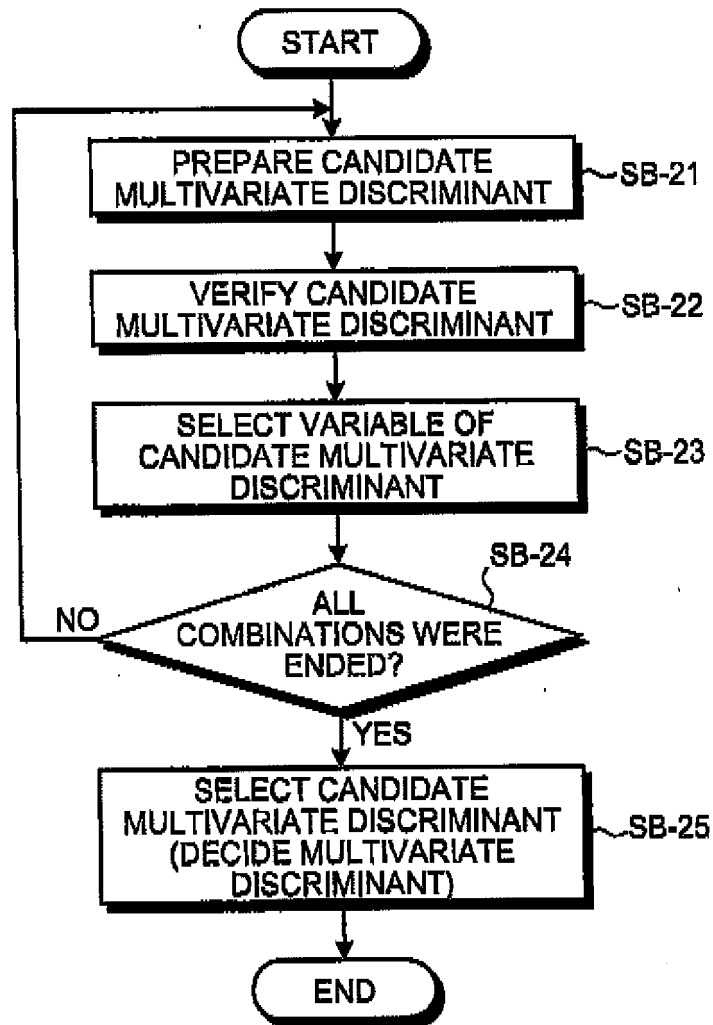 START
PREPARE CANDIDATE
MULTIVARIATE DISCRIMINANT
SB-21
VERIFY CANDIDATE
MULTIVARIATE DISCRIMINANT
SB-22
SELECT VARIABLE OF
CANDIDATE MULTIVARIATE
DISCRIMINANT
SB-23
SB-24
ALL
COMBINATIONS WERE
ENDED?
NO
YES
SELECT CANDIDATE
MULTIVARIATE DISCRIMINANT
(DECIDE MULTIVARIATE
DISCRIMINANT)
SB-25
END